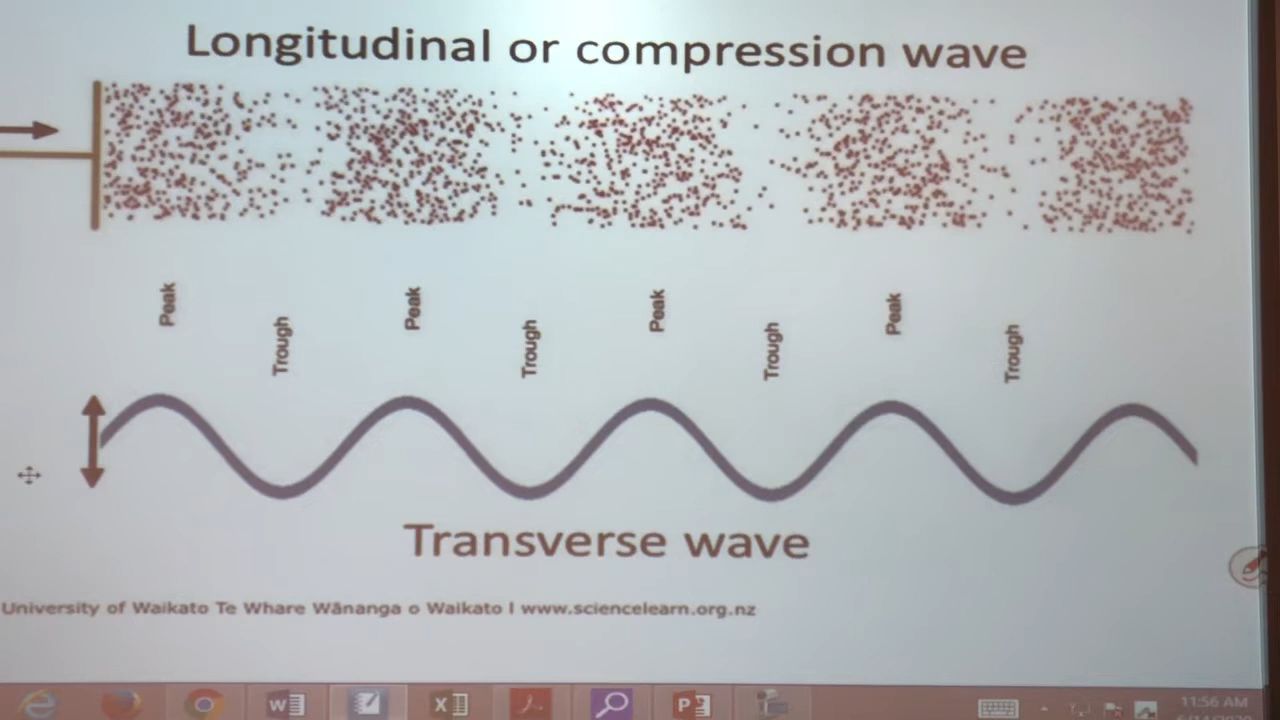 Longitudinal or compression wave
Peak
Trough
Peak
Trough
Peak
Trough
Peak
Trough
Transverse wave
University of Waikato Te Whare Wānanga o Waikato I www.sciencelearn.org.nz
11:56 AM